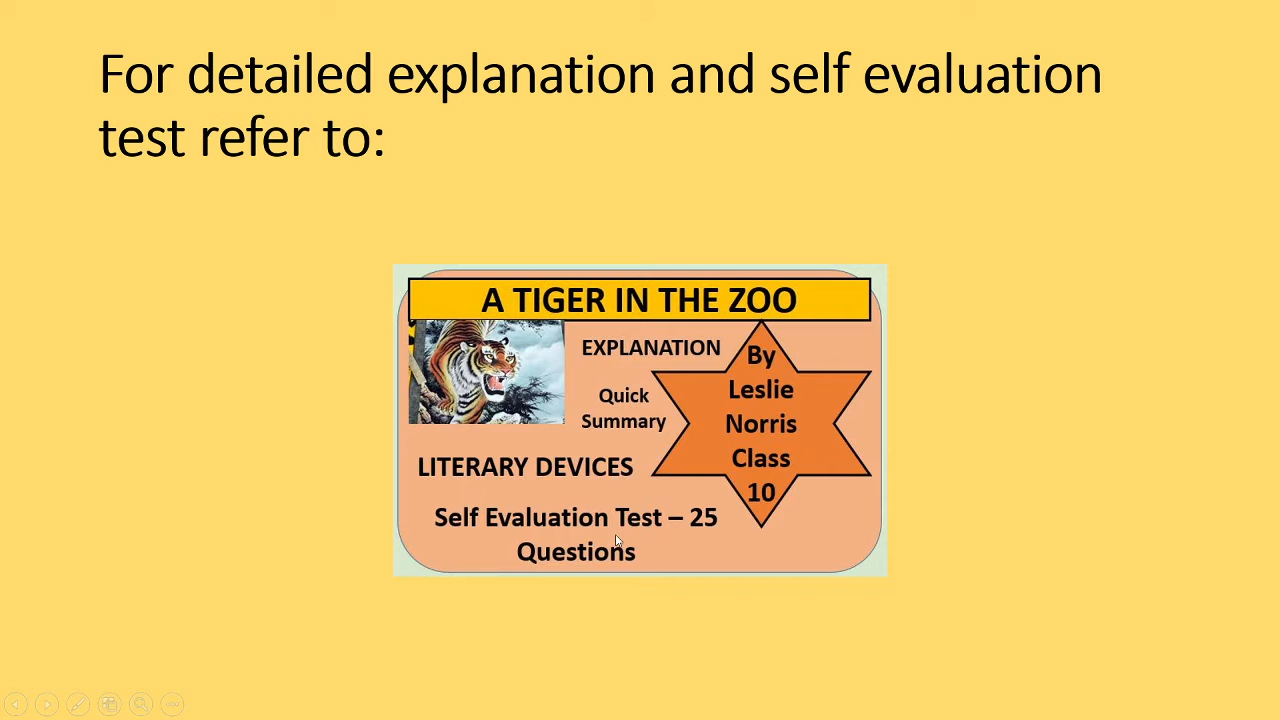 For detailed explanation and self evaluation
test refer to:
A TIGER IN THE ZOO
EXPLANATION
Quick
Summary
By
Leslie
Norris
Class
10
LITERARY DEVICES
Self Evaluation Test – 25
Questions